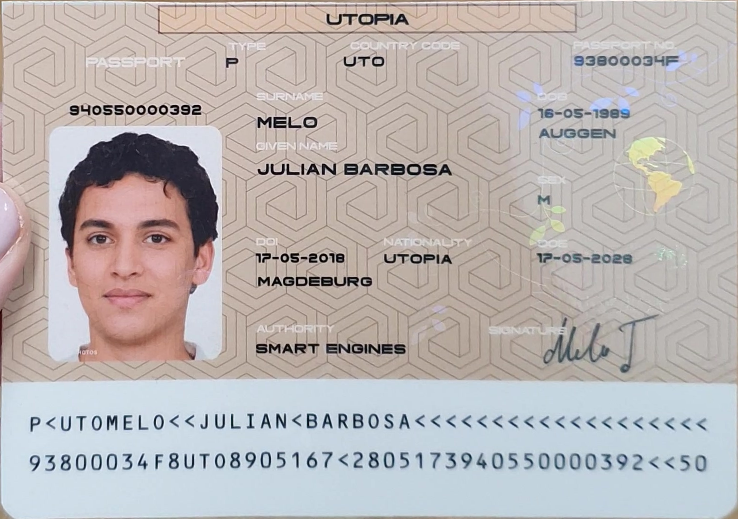 UTOPIA
TYPE COUNTRY CODE PASSPORT NO.
PASSPORT P UTO 93800034F
SURNAME DOB
940550000392 16-05-1989
MELO AUGGEN
GIVEN NAME
JULIAN BARBOSA
SEX
M
DOI NATIONALITY DOE
17-05-2018 UTOPIA 17-05-2028
MAGDEBURG
AUTHORITY SIGNATURE
SMART ENGINES Melo J
P<UTOMELO<<JULIAN<BARBOSA<<<<<<<<<<<<<<<<<<<
93800034F8UTO8905167<2805173940550000392<<50